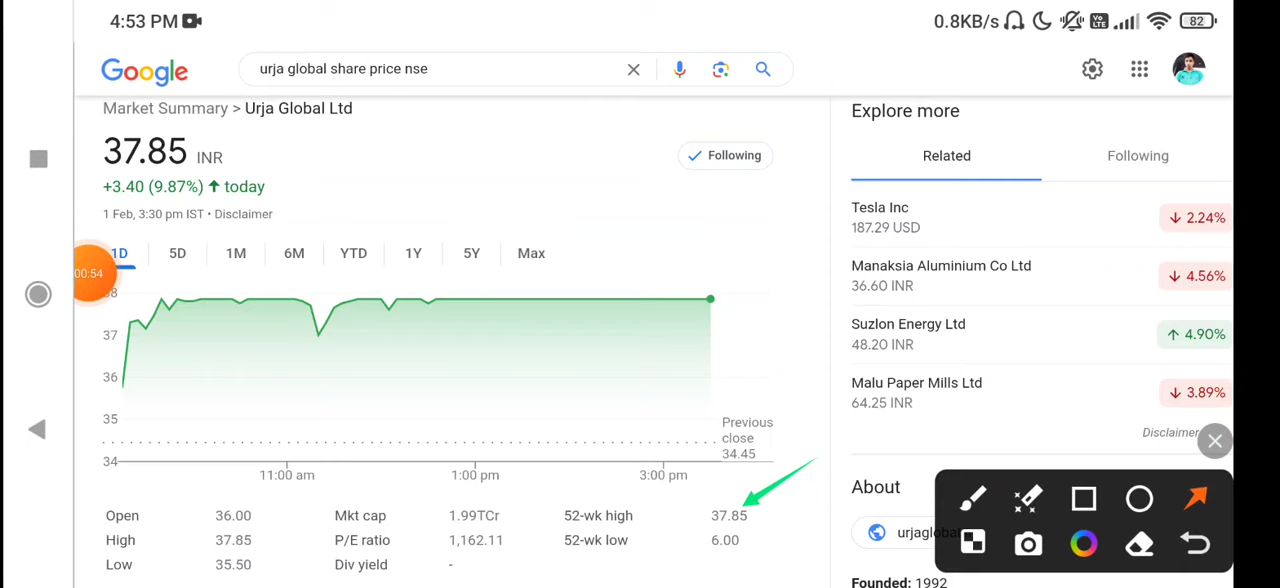 4:53 PM
0.8KB/s
Vo LTE
82
Google
urja global share price nse
Market Summary > Urja Global Ltd
37.85 INR
Following
+3.40 (9.87%) ↑ today
1 Feb, 3:30 pm IST • Disclaimer
1D 5D 1M 6M YTD 1Y 5Y Max
00:54
38
37
36
35
34
Previous
close
34.45
11:00 am 1:00 pm 3:00 pm
Open 36.00 Mkt cap 1.99TCr 52-wk high 37.85
High 37.85 P/E ratio 1,162.11 52-wk low 6.00
Low 35.50 Div yield -
Explore more
Related Following
Tesla Inc
187.29 USD
↓ 2.24%
Manaksia Aluminium Co Ltd
36.60 INR
↓ 4.56%
Suzlon Energy Ltd
48.20 INR
↑ 4.90%
Malu Paper Mills Ltd
64.25 INR
↓ 3.89%
Disclaimer
About
urjagloba
Founded: 1992